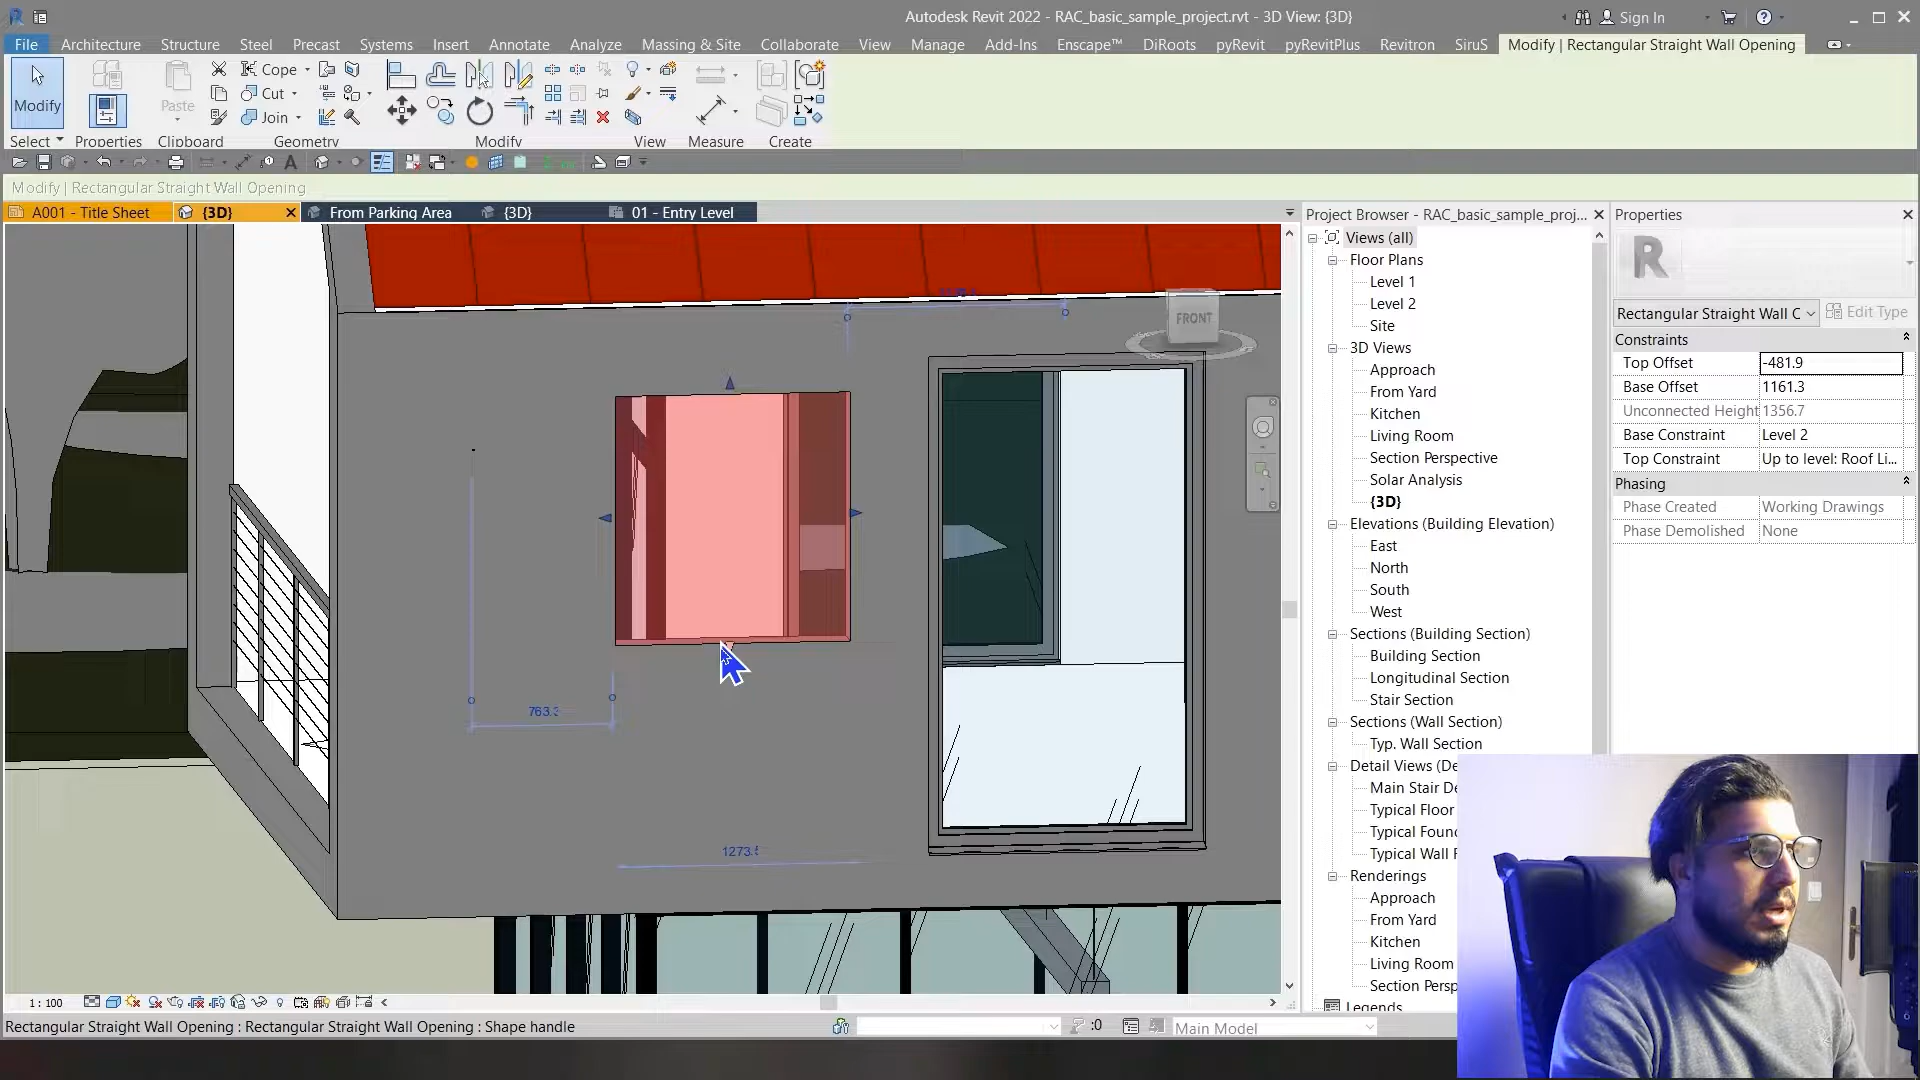 Autodesk Revit 2022 - RAC_basic_sample_project.rvt - 3D View: {3D}
Sign In
File Architecture Structure Steel Precast Systems Insert Annotate Analyze Massing & Site Collaborate View Manage Add-Ins Enscape™ DiRoots pyRevit pyRevitPlus Revitron SiruS Modify | Rectangular Straight Wall Opening
Modify
Paste
Cope
Cut
Join
Select Properties Clipboard Geometry Modify View Measure Create
Modify | Rectangular Straight Wall Opening
A001 - Title Sheet {3D} From Parking Area {3D} 01 - Entry Level
Project Browser - RAC_basic_sample_proj...
Views (all)
Floor Plans
Level 1
Level 2
Site
3D Views
Approach
From Yard
Kitchen
Living Room
Section Perspective
Solar Analysis
{3D}
Elevations (Building Elevation)
East
North
South
West
Sections (Building Section)
Building Section
Longitudinal Section
Stair Section
Sections (Wall Section)
Typ. Wall Section
Detail Views (De
Main Stair De
Typical Floor
Typical Foun
Typical Wall F
Renderings
Approach
From Yard
Kitchen
Living Room
Section Persp
Legends
Properties
R
Rectangular Straight Wall C
Edit Type
Constraints
Top Offset -481.9
Base Offset 1161.3
Unconnected Height 1356.7
Base Constraint Level 2
Top Constraint Up to level: Roof Li...
Phasing
Phase Created Working Drawings
Phase Demolished None
FRONT
763.3
1273.5
1 : 100
Rectangular Straight Wall Opening : Rectangular Straight Wall Opening : Shape handle
:0
Main Model